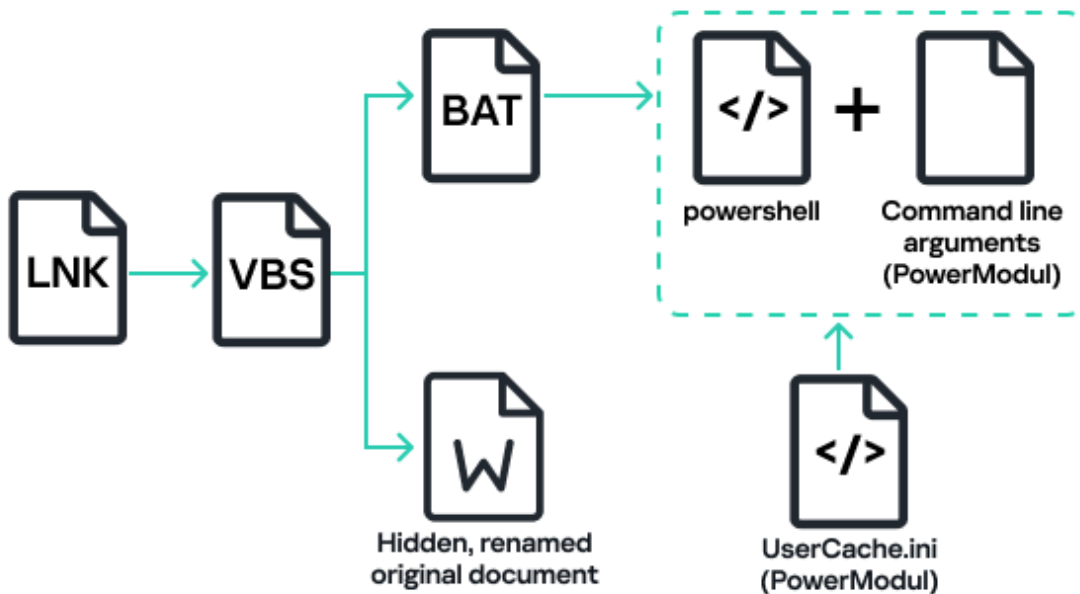 BAT
</>
+
powershell
Command line
arguments
(PowerModul)
LNK
VBS
W
Hidden, renamed
original document
</>
UserCache.ini
(PowerModul)